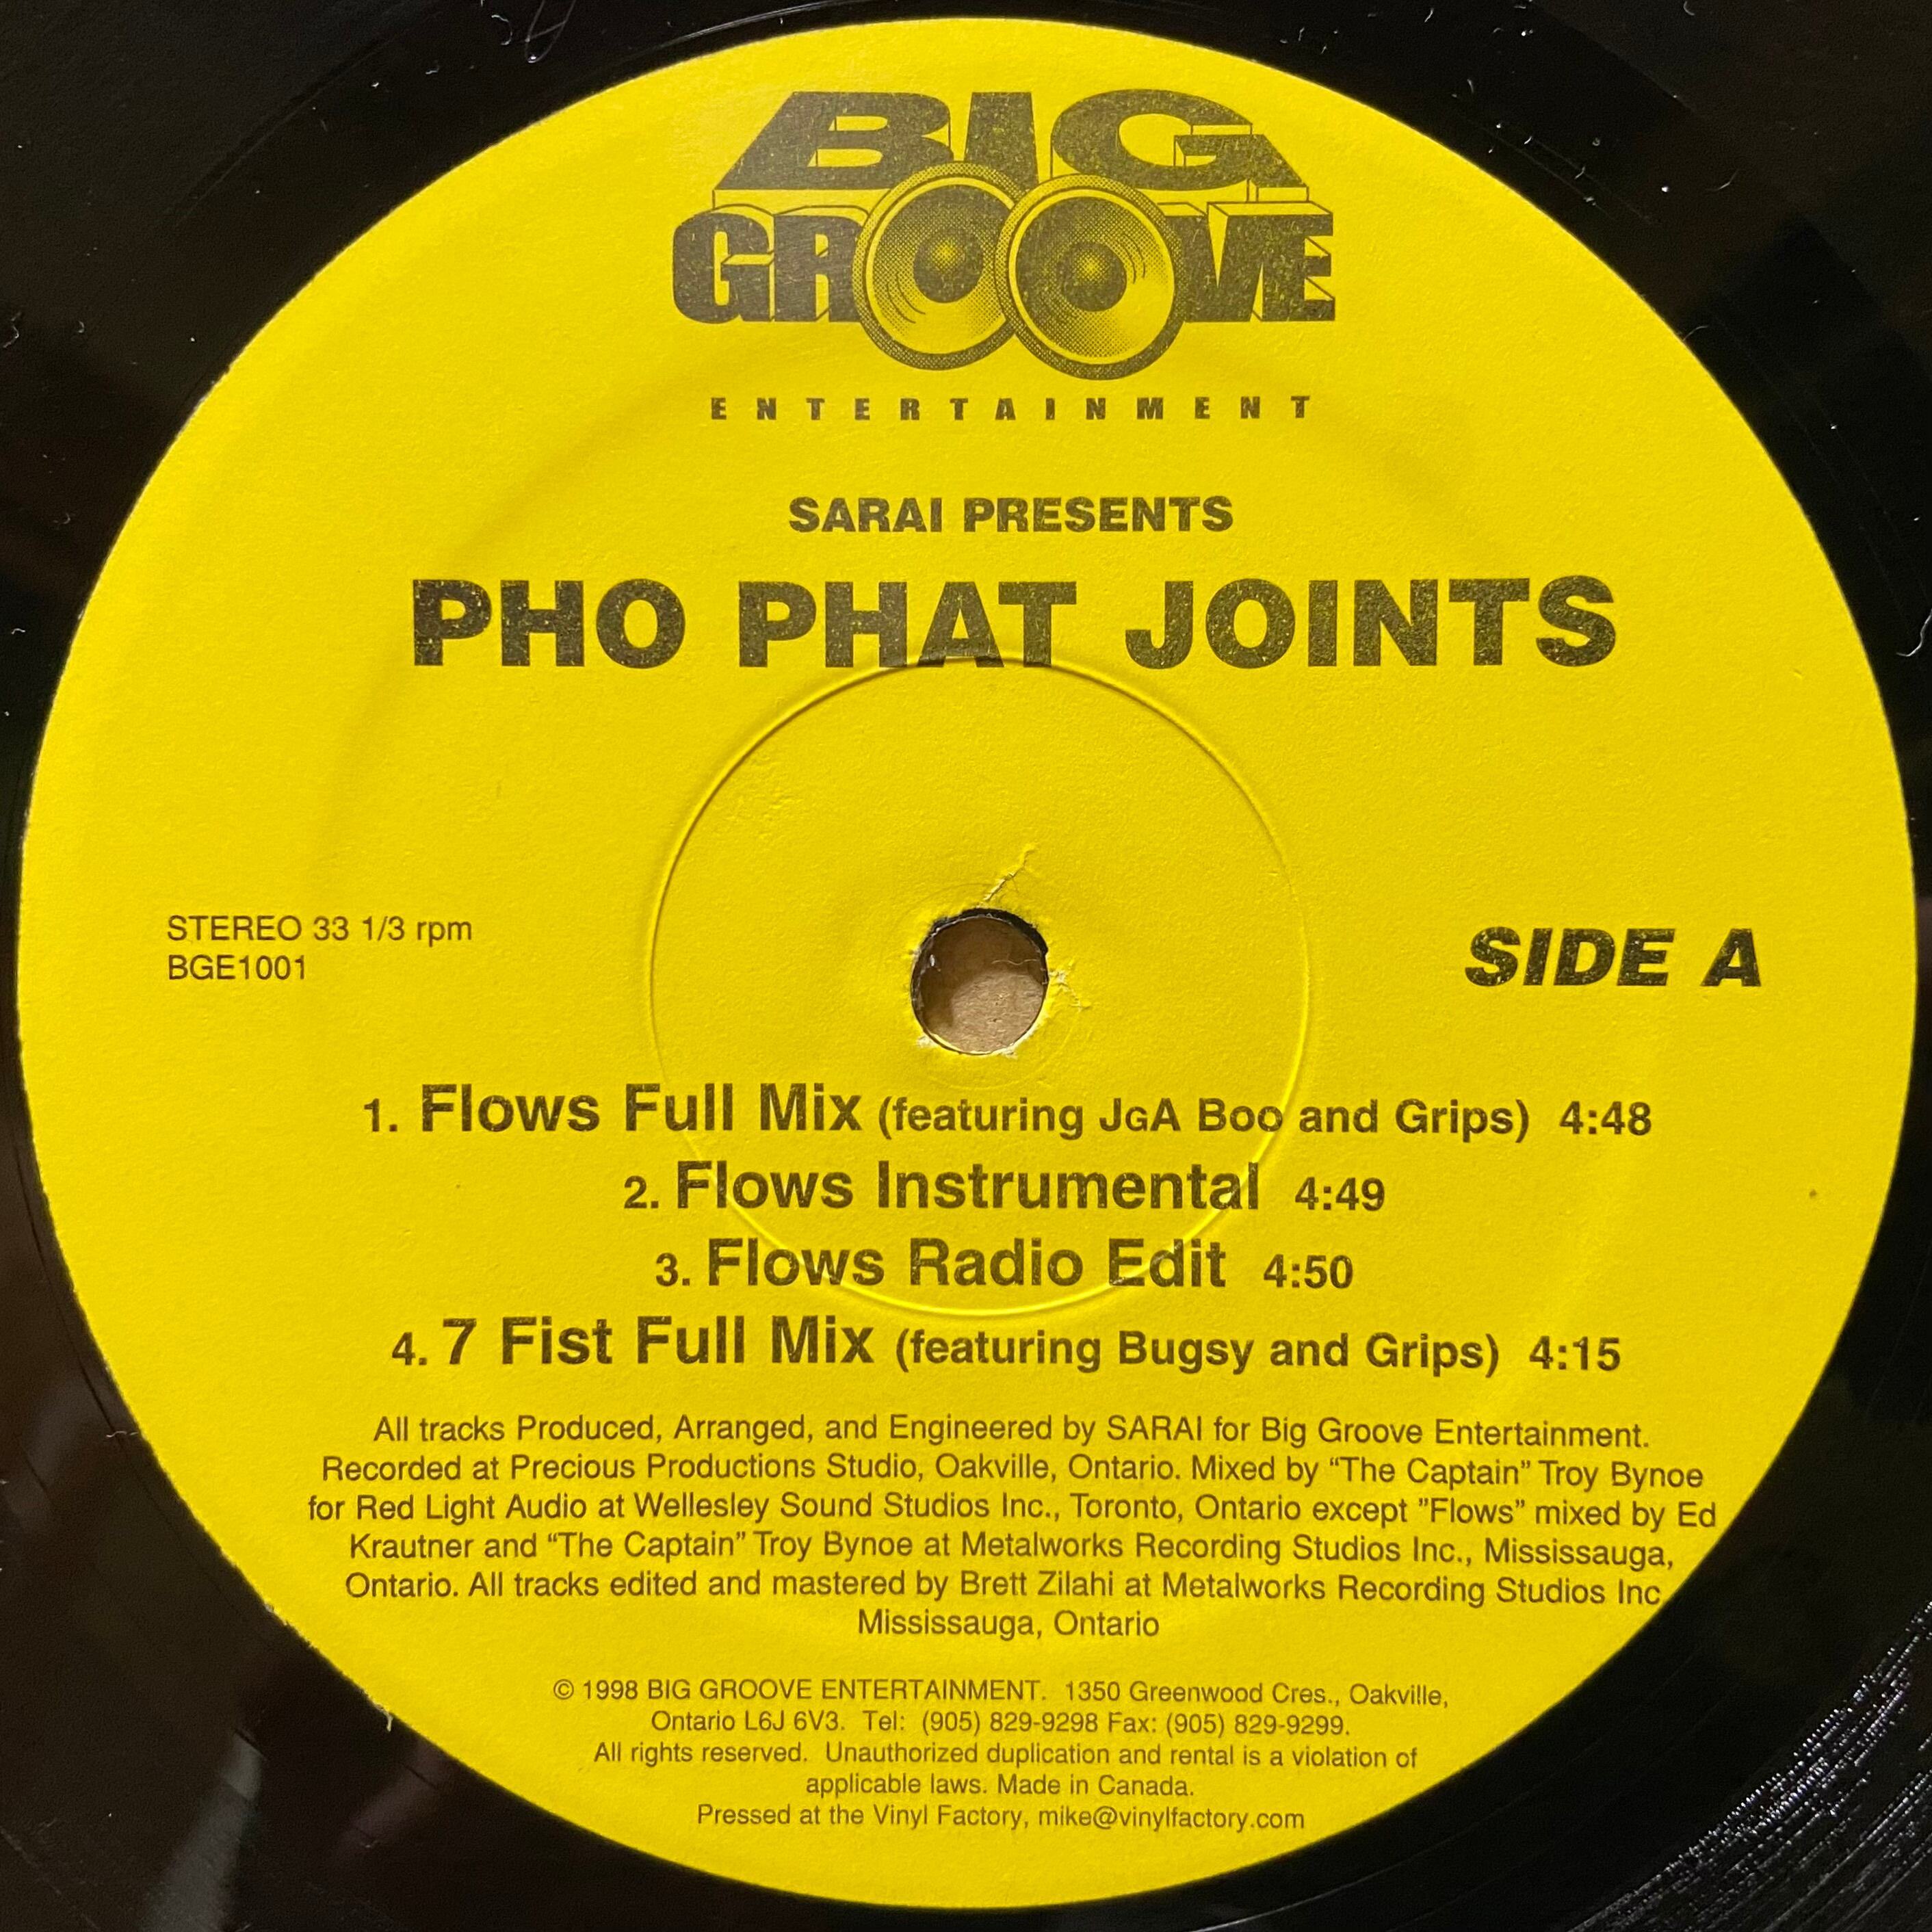 BIG
GROOVE
ENTERTAINMENT
SARAI PRESENTS
PHO PHAT JOINTS
STEREO 33 1/3 rpm
BGE1001
SIDE A
1. Flows Full Mix (featuring JGA Boo and Grips) 4:48
2. Flows Instrumental 4:49
3. Flows Radio Edit 4:50
4. 7 Fist Full Mix (featuring Bugsy and Grips) 4:15
All tracks Produced, Arranged, and Engineered by SARAI for Big Groove Entertainment.
Recorded at Precious Productions Studio, Oakville, Ontario. Mixed by “The Captain” Troy Bynoe
for Red Light Audio at Wellesley Sound Studios Inc., Toronto, Ontario except ”Flows” mixed by Ed
Krautner and “The Captain” Troy Bynoe at Metalworks Recording Studios Inc., Mississauga,
Ontario. All tracks edited and mastered by Brett Zilahi at Metalworks Recording Studios Inc
Mississauga, Ontario
© 1998 BIG GROOVE ENTERTAINMENT. 1350 Greenwood Cres., Oakville,
Ontario L6J 6V3. Tel: (905) 829-9298 Fax: (905) 829-9299.
All rights reserved. Unauthorized duplication and rental is a violation of
applicable laws. Made in Canada.
Pressed at the Vinyl Factory, mike@vinylfactory.com